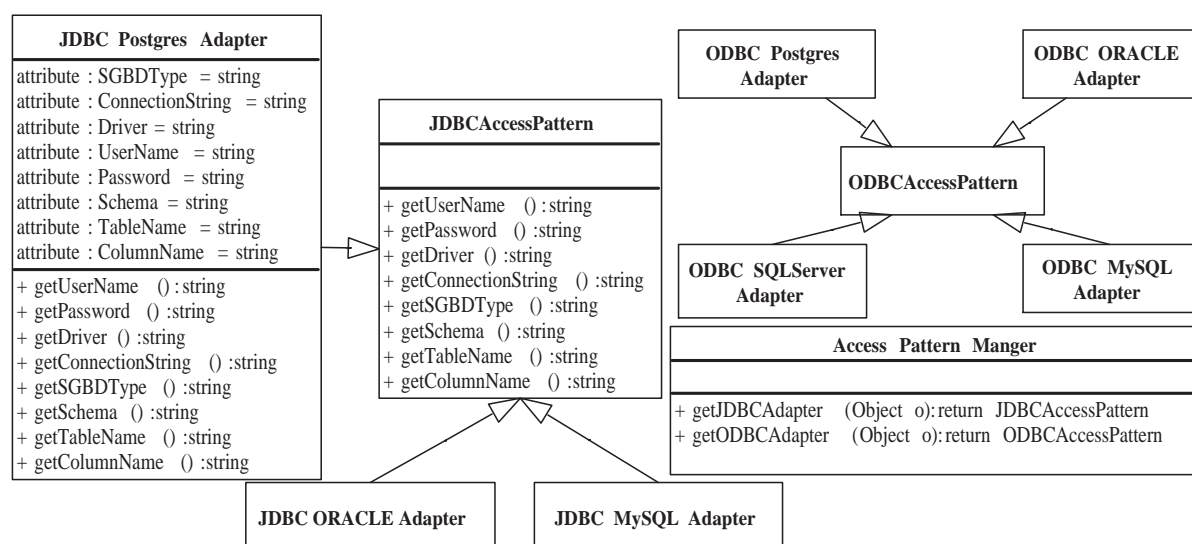 JDBC Postgres Adapter
attribute : SGBDType = string
attribute : ConnectionString = string
attribute : Driver = string
attribute : UserName = string
attribute : Password = string
attribute : Schema = string
attribute : TableName = string
attribute : ColumnName = string
+ getUserName () : string
+ getPassword () :string
+ getDriver () :string
+ getConnectionString () :string
+ getSGBDType () :string
+ getSchema () :string
+ getTableName () :string
+ getColumnName () :string
JDBCAccessPattern
+ getUserName () :string
+ getPassword () :string
+ getDriver () :string
+ getConnectionString () :string
+ getSGBDType () :string
+ getSchema () :string
+ getTableName () :string
+ getColumnName () :string
JDBC ORACLE Adapter
JDBC MySQL Adapter
ODBC Postgres
Adapter
ODBC ORACLE
Adapter
ODBCAccessPattern
ODBC SQLServer
Adapter
ODBC MySQL
Adapter
Access Pattern Manger
+ getJDBCAdapter (Object o): return JDBCAccessPattern
+ getODBCAdapter (Object o): return ODBCAccessPattern